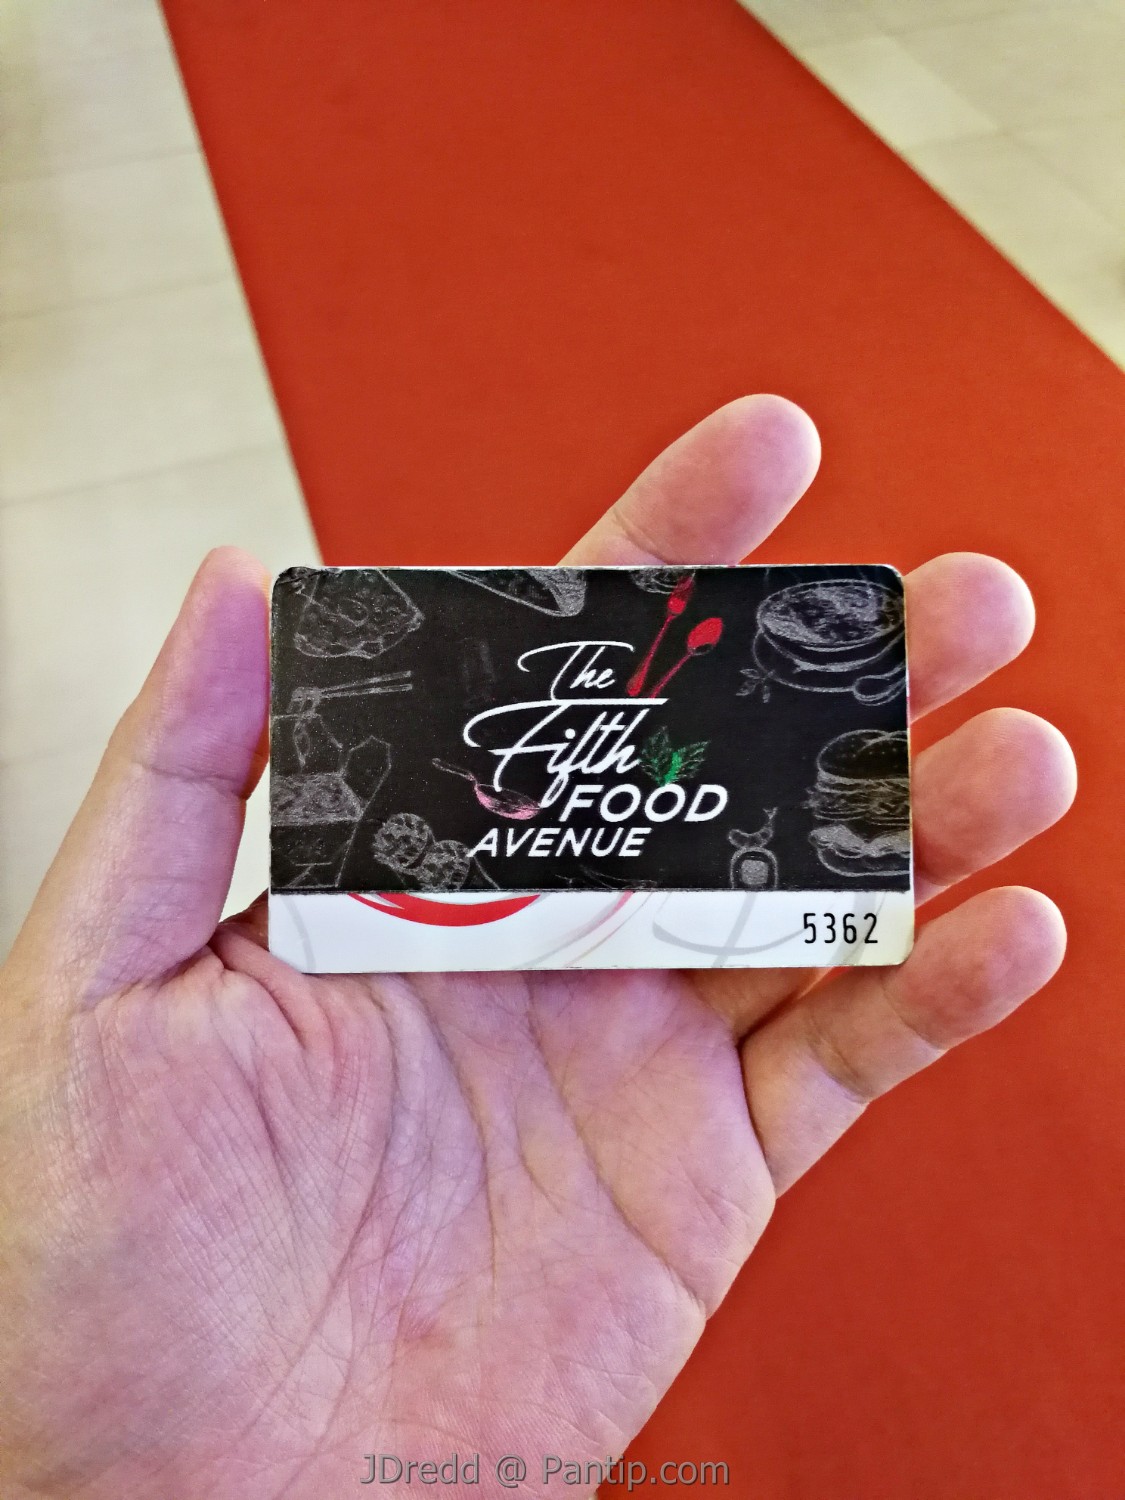 The
Fifth
FOOD
AVENUE
5362
JDredd @ Pantip.com